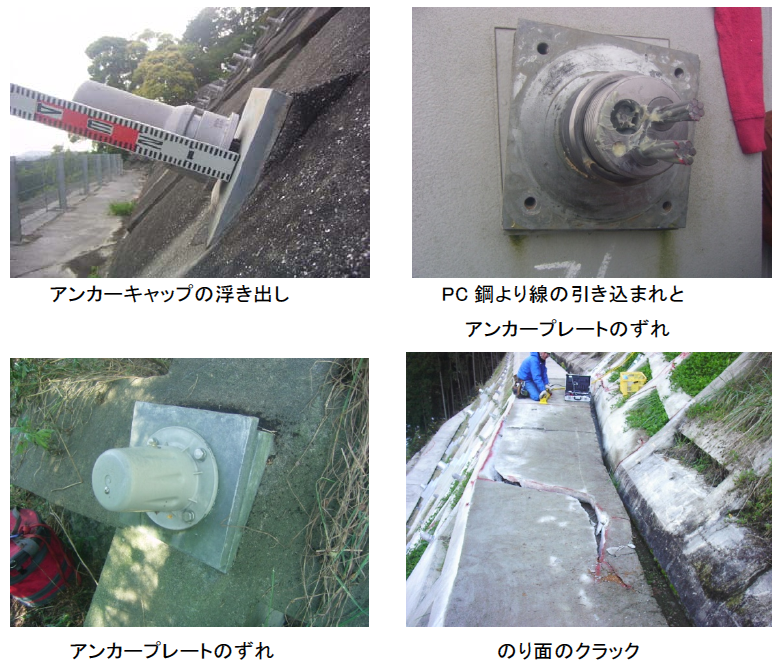 アンカーキャップの浮き出し
PC 鋼より線の引き込まれと
アンカープレートのずれ
アンカープレートのずれ
のり面のクラック